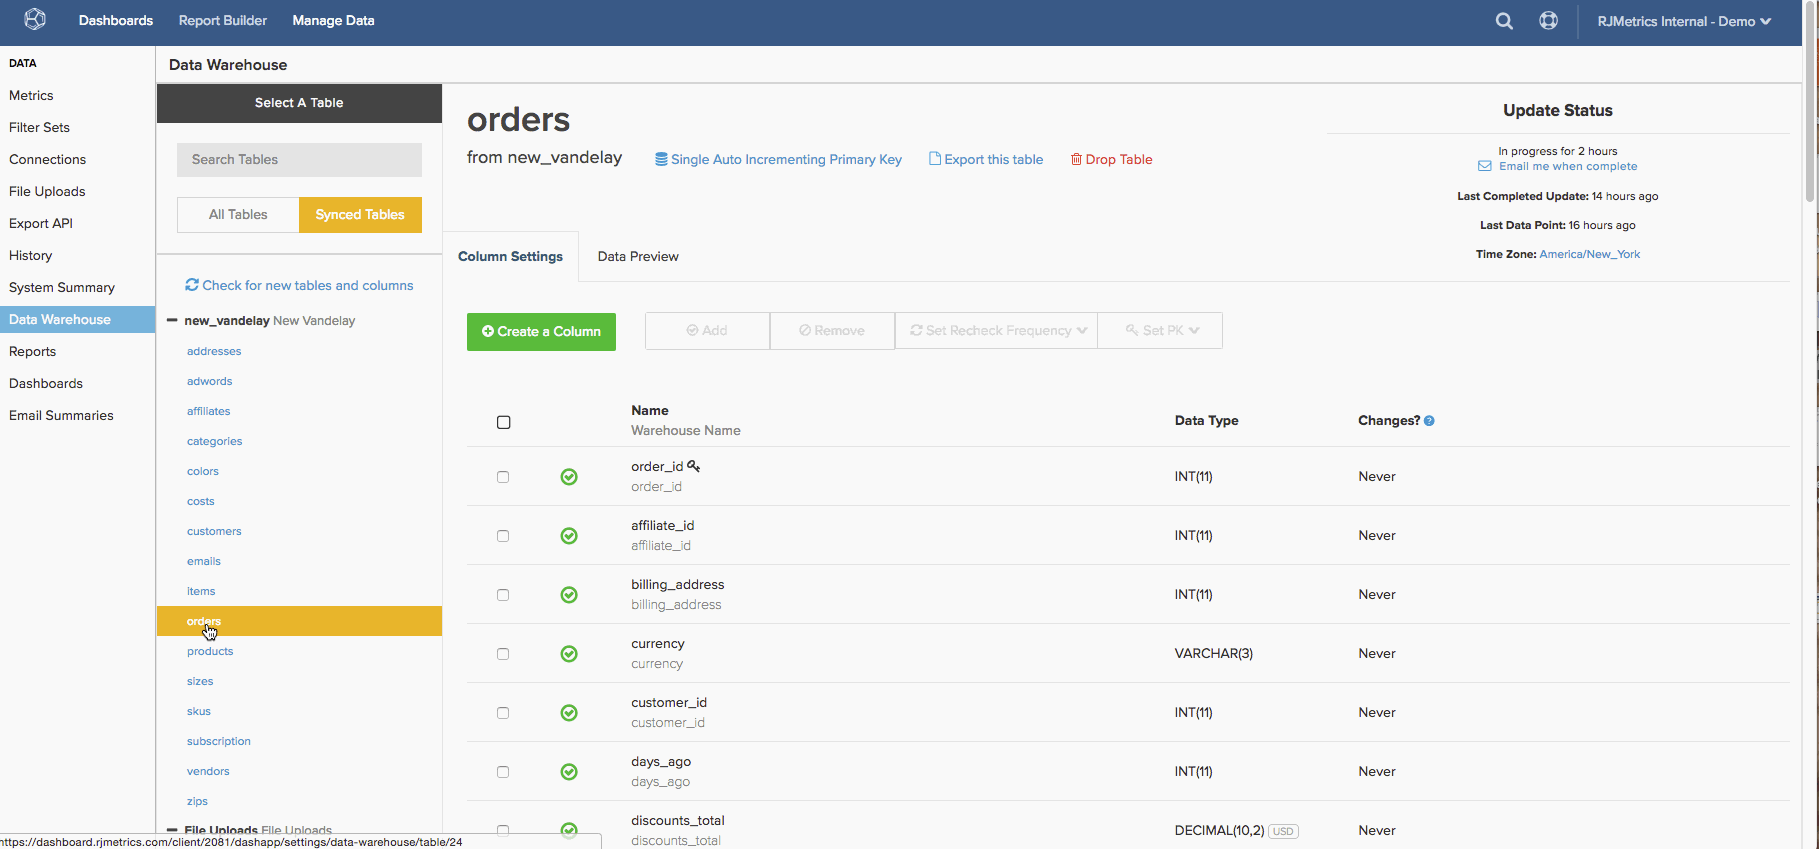 Dashboards Report Builder Manage Data RJMetrics Internal - Demo
DATA
Metrics
Filter Sets
Connections
File Uploads
Export API
History
System Summary
Data Warehouse
Reports
Dashboards
Email Summaries
Data Warehouse
Select A Table
Search Tables
All Tables Synced Tables
Check for new tables and columns
new_vandelay New Vandelay
addresses
adwords
affiliates
categories
colors
costs
customers
emails
items
orders
products
sizes
skus
subscription
vendors
zips
File Uploads File Uploads
orders
from new_vandelay Single Auto Incrementing Primary Key Export this table Drop Table
Update Status
In progress for 2 hours
Email me when complete
Last Completed Update: 14 hours ago
Last Data Point: 16 hours ago
Time Zone: America/New_York
Column Settings Data Preview
Create a Column Add Remove Set Recheck Frequency Set PK
Name
Warehouse Name
Data Type Changes? ?
order_id
order_id
INT(11) Never
affiliate_id
affiliate_id
INT(11) Never
billing_address
billing_address
INT(11) Never
currency
currency
VARCHAR(3) Never
customer_id
customer_id
INT(11) Never
days_ago
days_ago
INT(11) Never
discounts_total
discounts_total
DECIMAL(10,2) USD Never
https://dashboard.rjmetrics.com/client/2081/dashapp/settings/data-warehouse/table/24